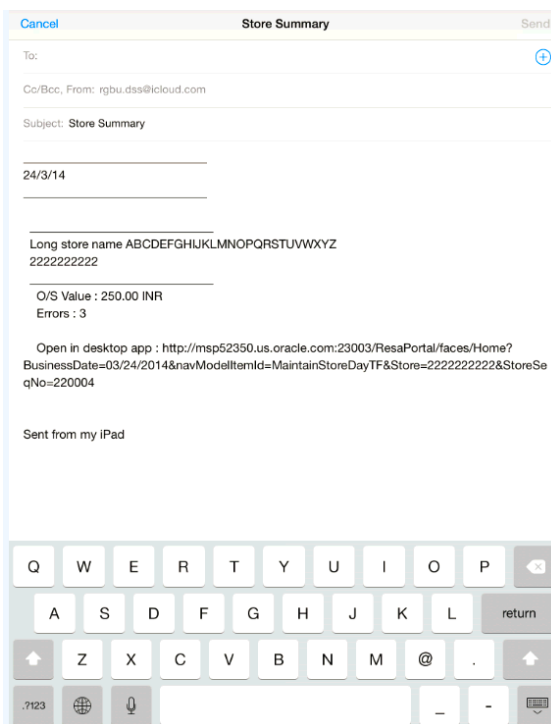 Cancel Store Summary Send
To:
Cc/Bcc, From: rgbu.dss@icloud.com
Subject: Store Summary
24/3/14
Long store name ABCDEFGHIJKLMNOPQRSTUVWXYZ
2222222222
O/S Value : 250.00 INR
Errors : 3
Open in desktop app : http://msp52350.us.oracle.com:23003/ResaPortal/faces/Home?
BusinessDate=03/24/2014&navModelItemId=MaintainStoreDayTF&Store=2222222222&StoreSe
qNo=220004
Sent from my iPad
Q W E R T Y U I O P
A S D F G H J K L return
Z X C V B N M @ .
.?123 _ -